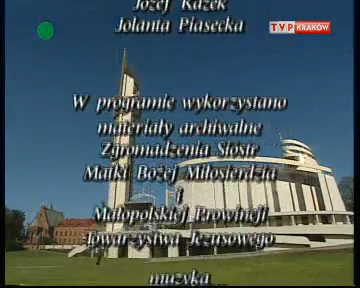 Józef Każek
Jolanta Piasecka
TVP KRAKÓW
W programie wykorzystano
materiały archiwalne
Zgromadzenia Sióstr
Matki Bożej Miłosierdzia
i
Małopolskiej Prowincji
Towarzystwa Jezusowego
muzyka